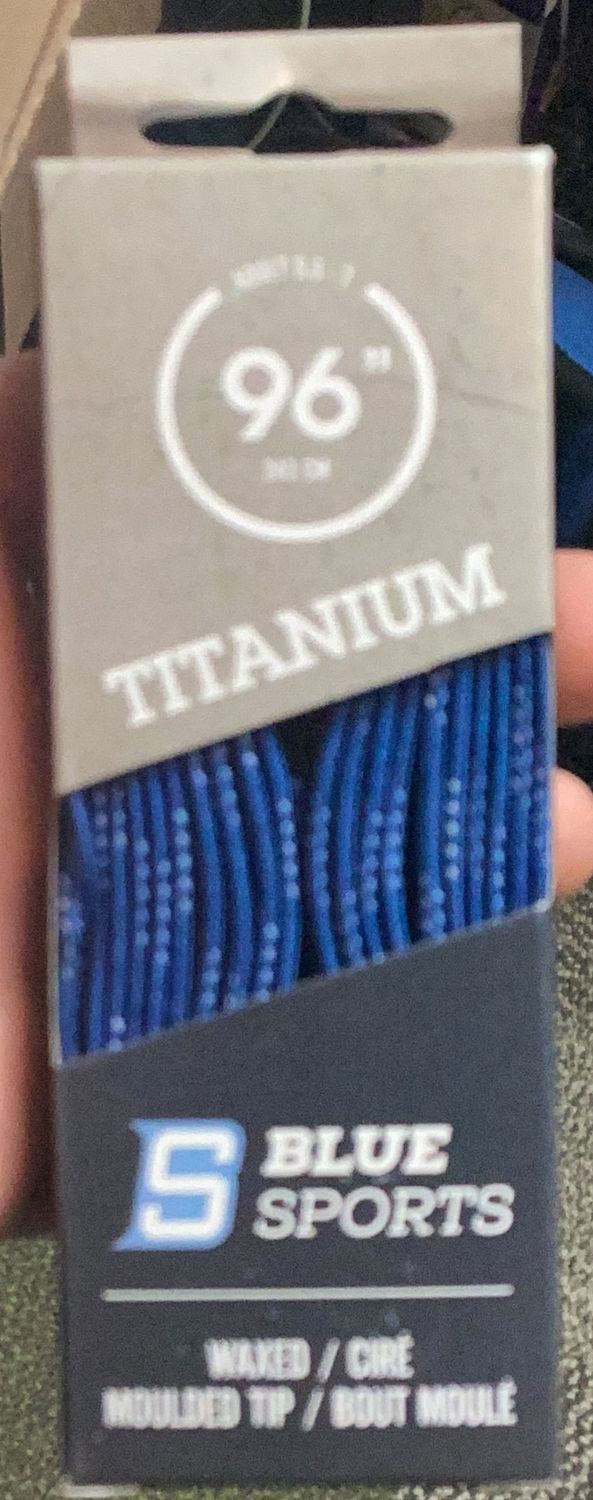 96"
TITANIUM
S BLUE
SPORTS
WAXED / CIRÉ
MOULDED TIP / BOUT MOULÉ